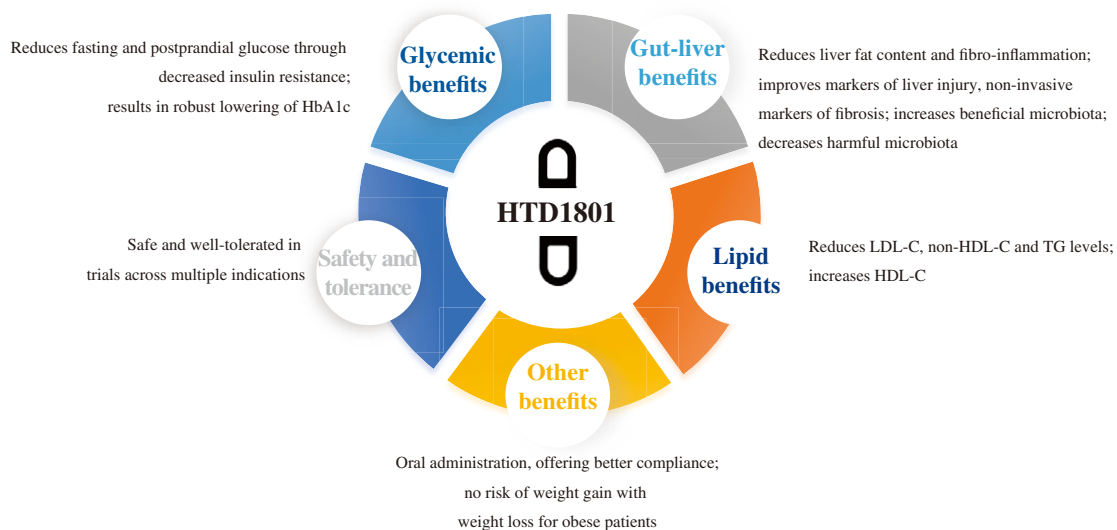 Glycemic
benefits
Reduces fasting and postprandial glucose through
decreased insulin resistance;
results in robust lowering of HbA1c
Gut-liver
benefits
Reduces liver fat content and fibro-inflammation;
improves markers of liver injury, non-invasive
markers of fibrosis; increases beneficial microbiota;
decreases harmful microbiota
HTD1801
Safety and
tolerance
Safe and well-tolerated in
trials across multiple indications
Lipid
benefits
Reduces LDL-C, non-HDL-C and TG levels;
increases HDL-C
Other
benefits
Oral administration, offering better compliance;
no risk of weight gain with
weight loss for obese patients